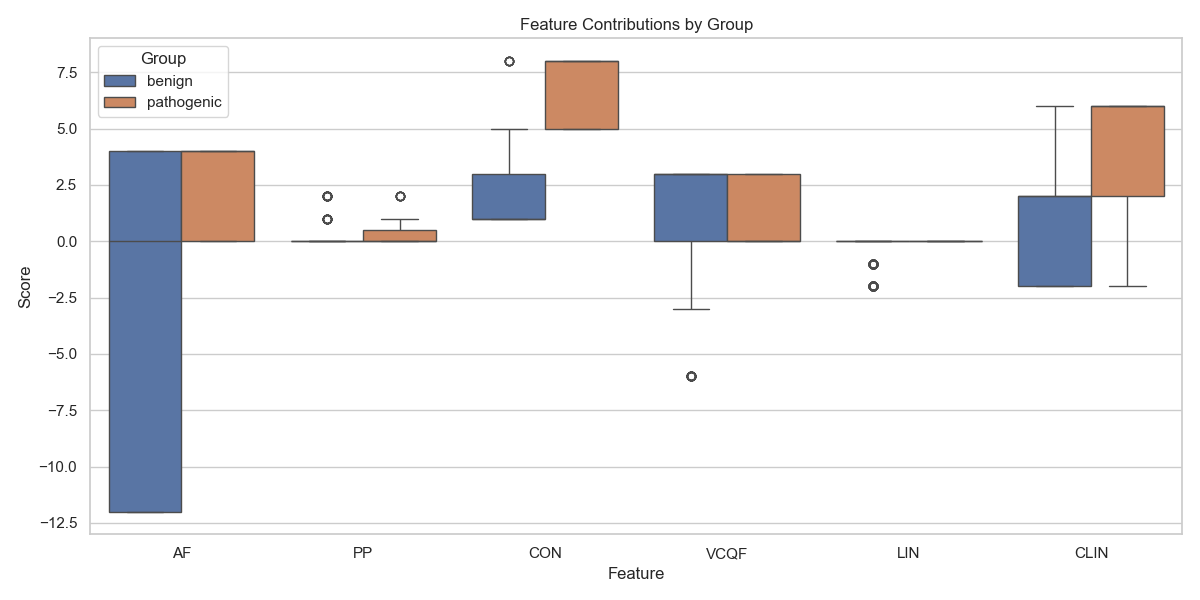 Feature Contributions by Group
Group
benign
pathogenic
Score
7.5
5.0
2.5
0.0
−2.5
−5.0
−7.5
−10.0
−12.5
AF PP CON VCQF LIN CLIN
Feature